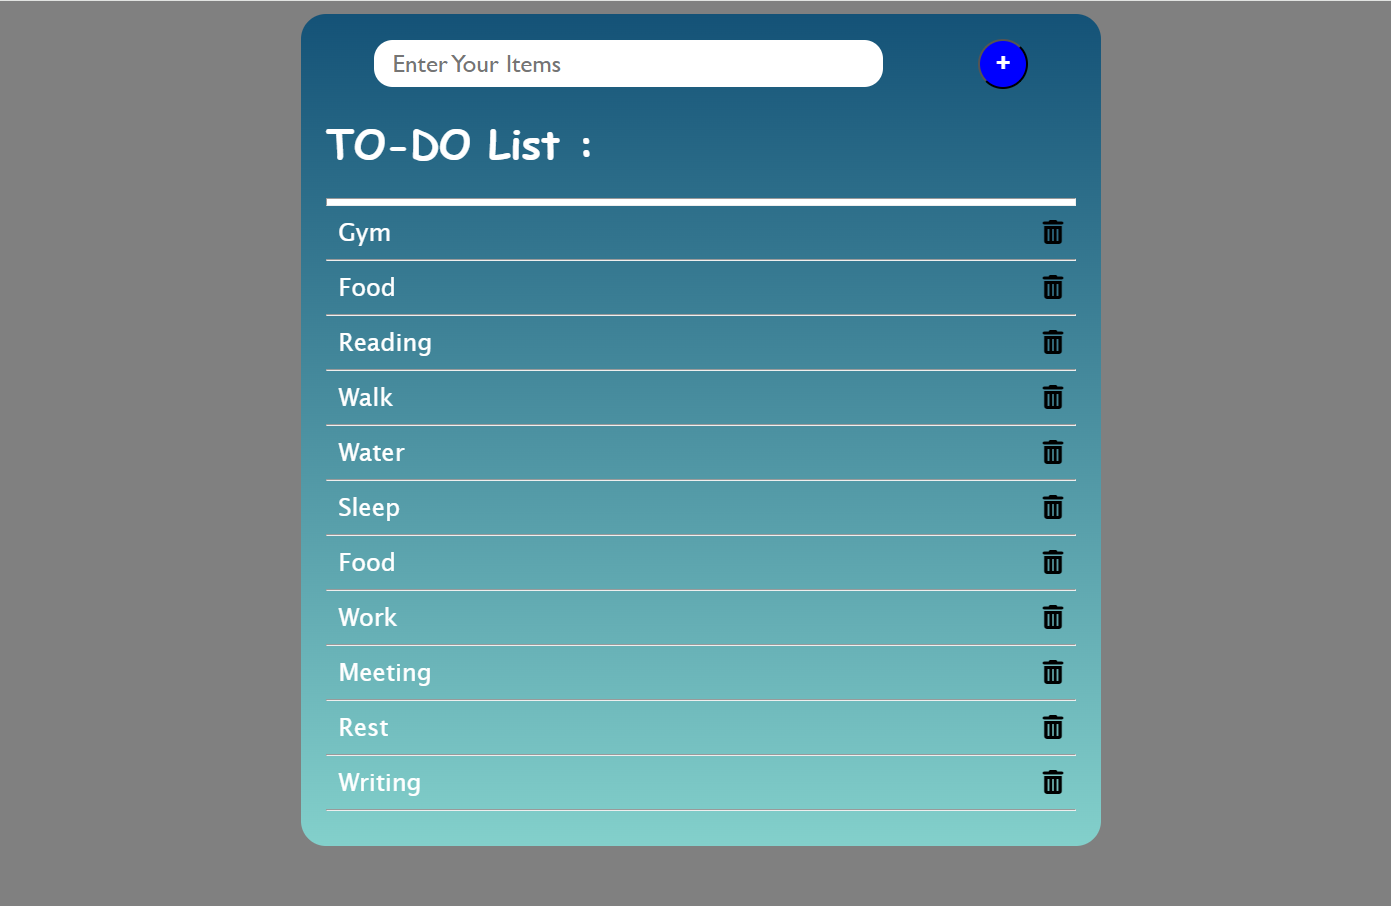 Enter Your Items
+
TO-DO List :
Gym
Food
Reading
Walk
Water
Sleep
Food
Work
Meeting
Rest
Writing